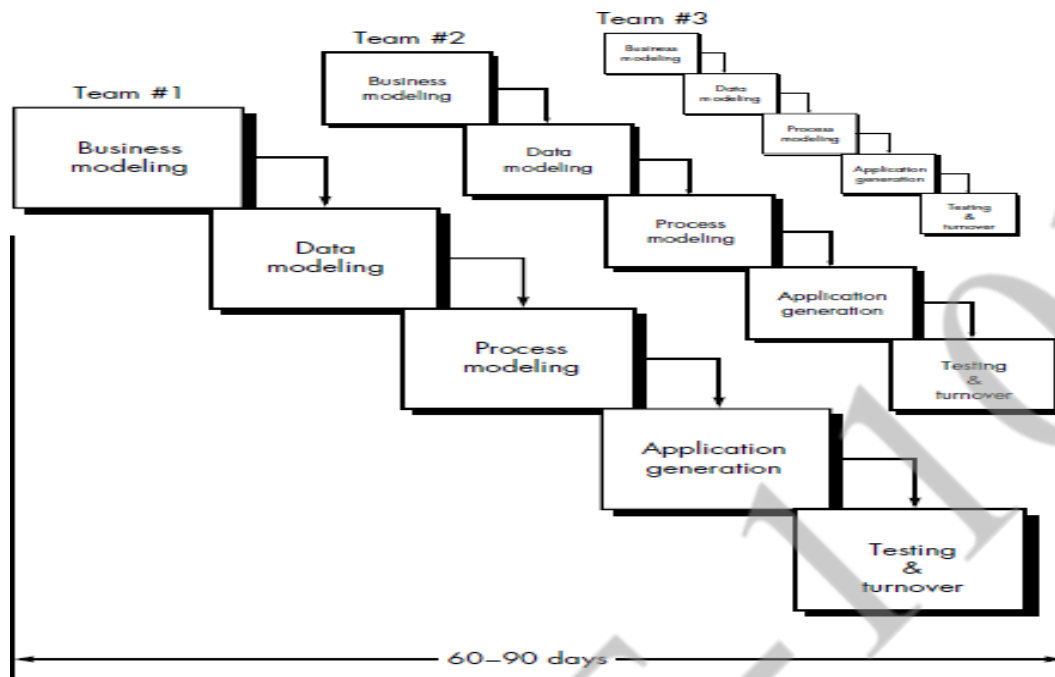 Team #1
Business
modeling
Data
modeling
Process
modeling
Application
generation
Testing
&
turnover
Team #2
Business
modeling
Data
modeling
Process
modeling
Application
generation
Testing
&
turnover
Team #3
Business
modeling
Data
modeling
Process
modeling
Application
generation
Testing
&
turnover
60–90 days